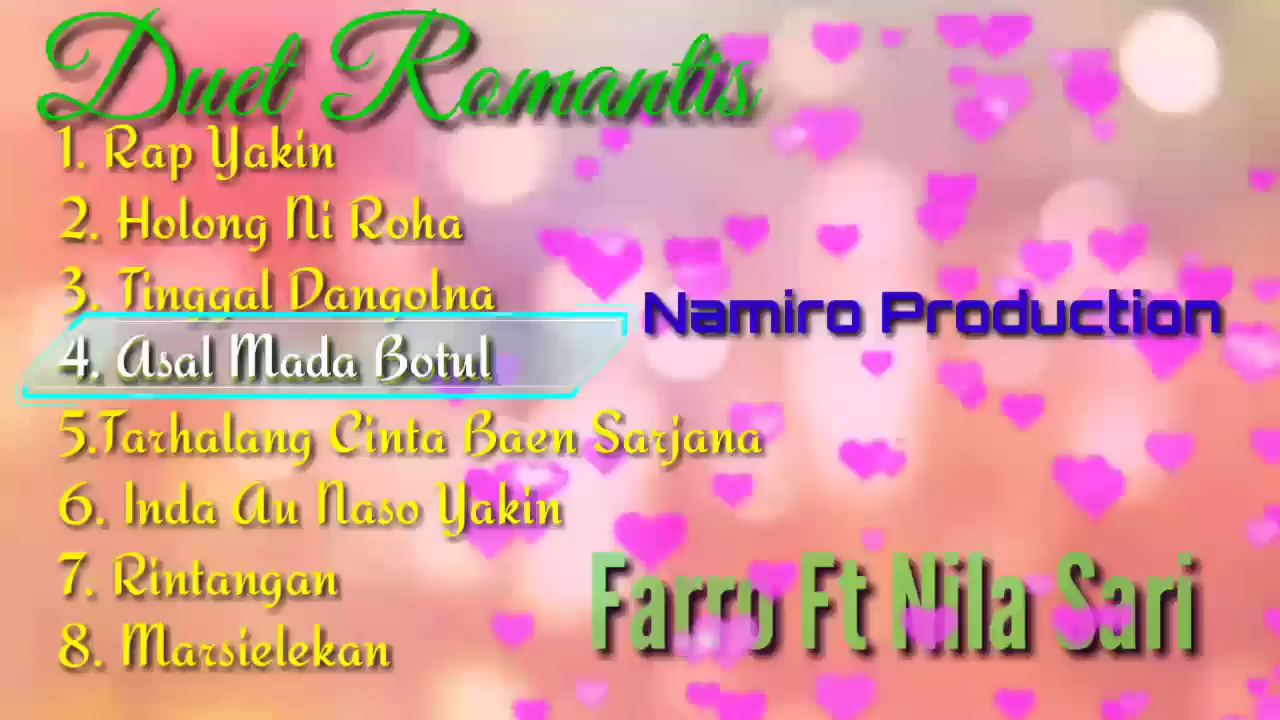 Duet Romantis
1. Rap Yakin
2. Holong Ni Roha
3. Tinggal Dangolna
4. Asal Mada Botul
5.Tarhalang Cinta Baen Sarjana
6. Inda Au Naso Yakin
7. Rintangan
8. Marsielekan
Namiro Production
Farro Ft Nila Sari